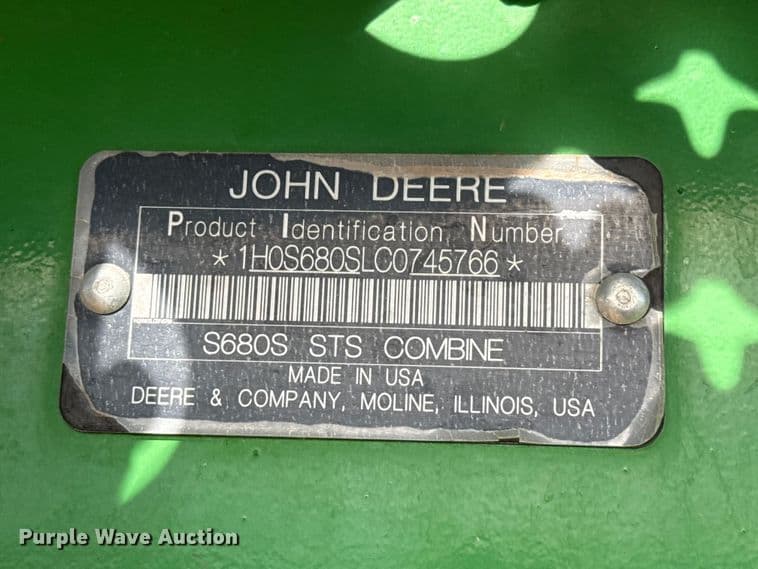 JOHN DEERE
Product Identification Number
*1H0S680SLC0745766*
S680S STS COMBINE
MADE IN USA
DEERE & COMPANY, MOLINE, ILLINOIS, USA
Purple Wave Auction